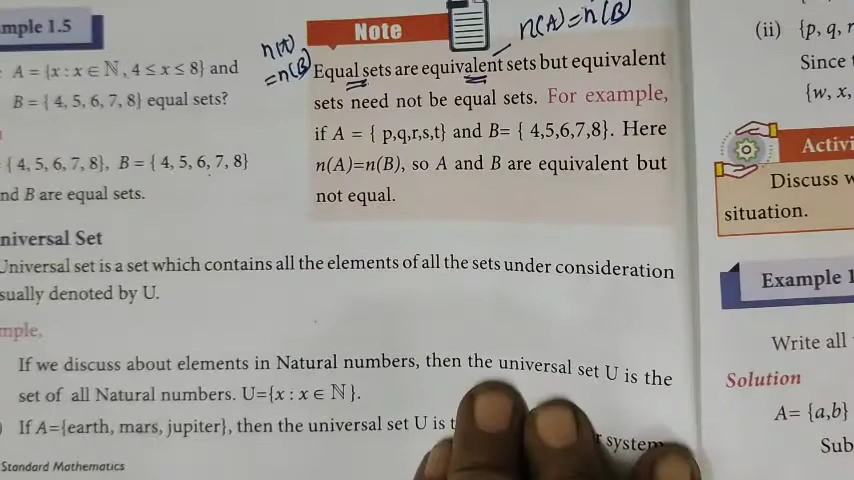 mple 1.5
A = {x : x ∈ ℕ, 4 ≤ x ≤ 8} and
B = { 4, 5, 6, 7, 8} equal sets?
{ 4, 5, 6, 7, 8}, B = { 4, 5, 6, 7, 8}
nd B are equal sets.
n(A)
=n(B)
Note
n(A)=n(B)
Equal sets are equivalent sets but equivalent
sets need not be equal sets. For example,
if A = { p,q,r,s,t} and B= { 4,5,6,7,8}. Here
n(A)=n(B), so A and B are equivalent but
not equal.
niversal Set
Universal set is a set which contains all the elements of all the sets under consideration
sually denoted by U.
mple,
If we discuss about elements in Natural numbers, then the universal set U is the
set of all Natural numbers. U={x : x ∈ ℕ}.
) If A={earth, mars, jupiter}, then the universal set U is t
system
Standard Mathematics
(ii) {p, q, r
Since
{w, x,
Activi
Discuss w
situation.
Example 1
Write all
Solution
A= {a,b}
Sub